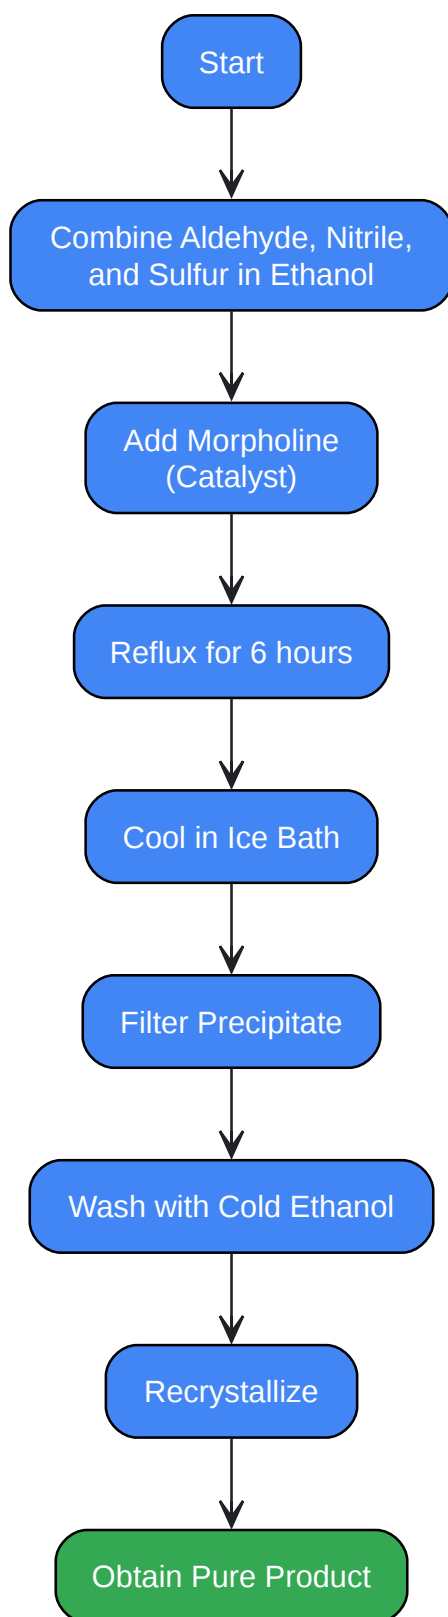 Start
Combine Aldehyde, Nitrile,
and Sulfur in Ethanol
Add Morpholine
(Catalyst)
Reflux for 6 hours
Cool in Ice Bath
Filter Precipitate
Wash with Cold Ethanol
Recrystallize
Obtain Pure Product